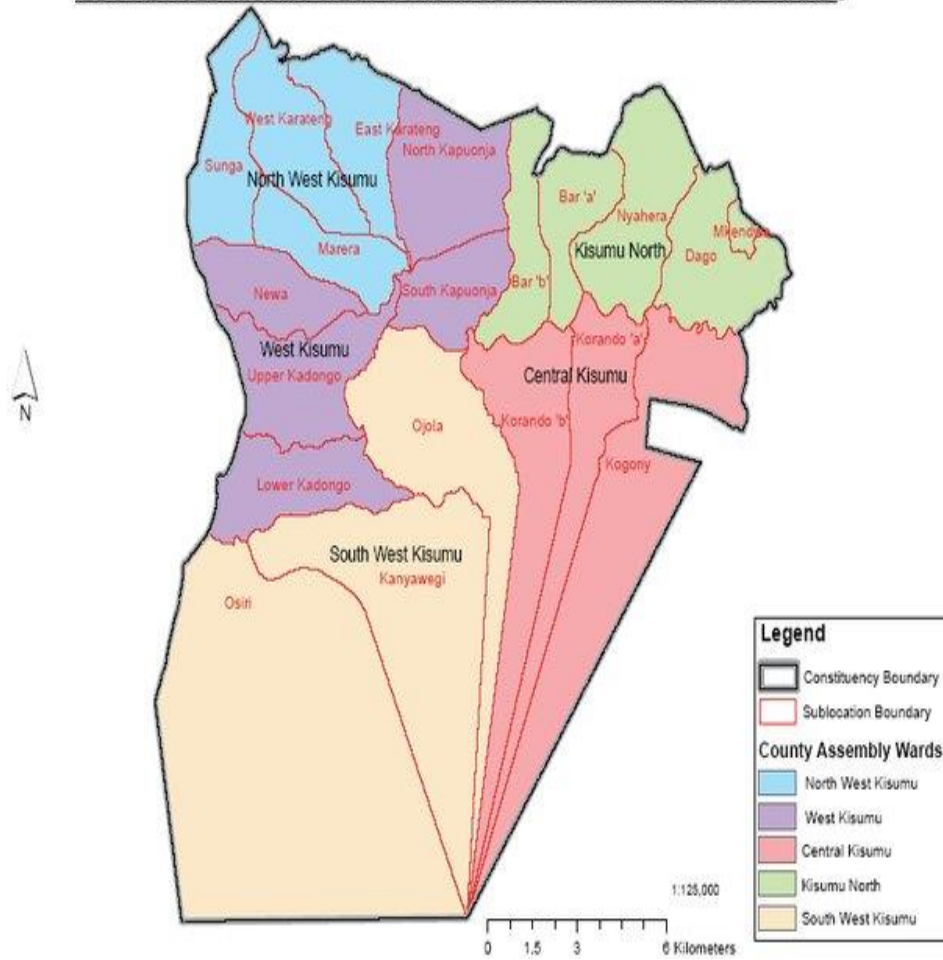 West Karateng
East Karateng
North Kapuonja
Sunga
North West Kisumu
Bar 'a'
Nyahera
Marera
Kisumu North
Dago
Newa
South Kapuonja
Bar 'b'
West Kisumu
Upper Kadongo
Korando 'a'
Central Kisumu
N
Ojola
Korando 'b'
Kogony
Lower Kadongo
South West Kisumu
Kanyawegi
Osiri
Legend
Constituency Boundary
Sublocation Boundary
County Assembly Wards
North West Kisumu
West Kisumu
Central Kisumu
Kisumu North
South West Kisumu
1:125,000
0 1.5 3 6 Kilometers